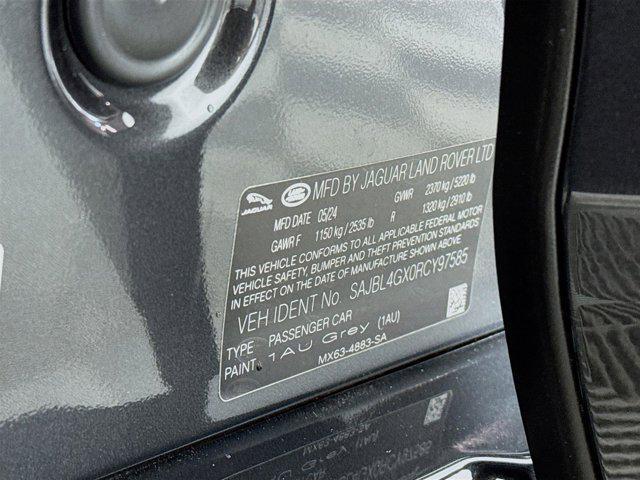 JAGUAR
MFD BY JAGUAR LAND ROVER LTD
MFD DATE 05/24 GVWR 2370 kg / 5220 lb
GAWR F 1150 kg / 2535 lb R 1320 kg / 2910 lb
THIS VEHICLE CONFORMS TO ALL APPLICABLE FEDERAL MOTOR
VEHICLE SAFETY, BUMPER AND THEFT PREVENTION STANDARDS
IN EFFECT ON THE DATE OF MANUFACTURE SHOWN ABOVE
VEH IDENT No. SAJBL4GX0RCY97585
TYPE PASSENGER CAR
PAINT 1AU Grey (1AU)
MX63-4883-SA